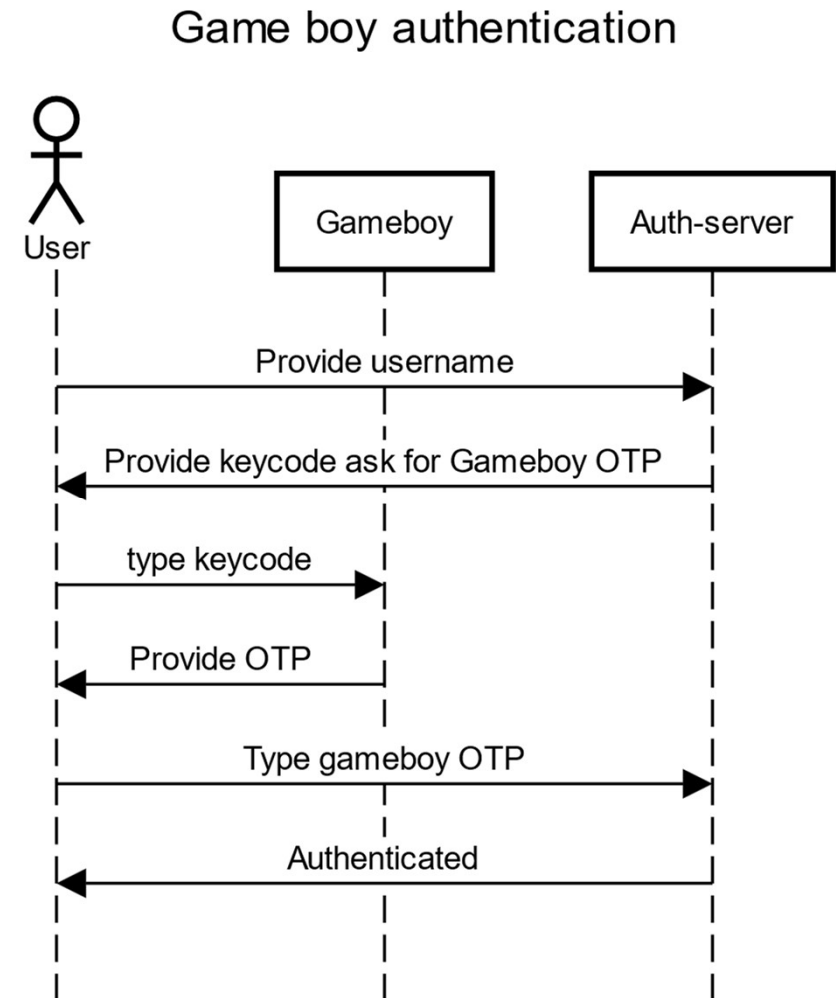 Game boy authentication
User
Gameboy
Auth-server
Provide username
Provide keycode ask for Gameboy OTP
type keycode
Provide OTP
Type gameboy OTP
Authenticated